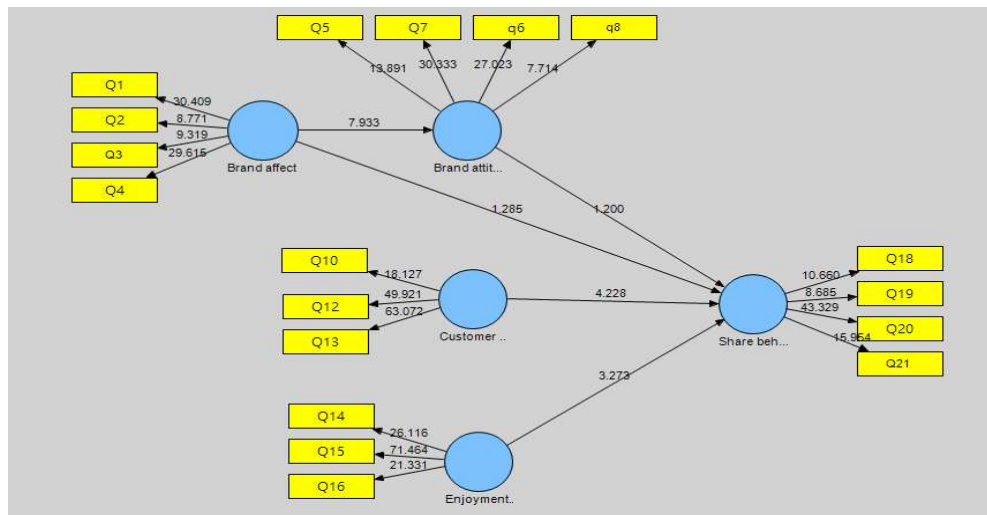 Q5
Q7
q6
q8
13.891
30.333
27.023
7.714
Q1
Q2
Q3
Q4
30.409
8.771
9.319
29.615
Brand affect
7.933
Brand attit...
1.285
1.200
Q10
Q12
Q13
18.127
49.921
63.072
Customer ..
4.228
Share beh...
10.660
8.685
43.329
15.954
Q18
Q19
Q20
Q21
3.273
Q14
Q15
Q16
26.116
71.464
21.331
Enjoyment..